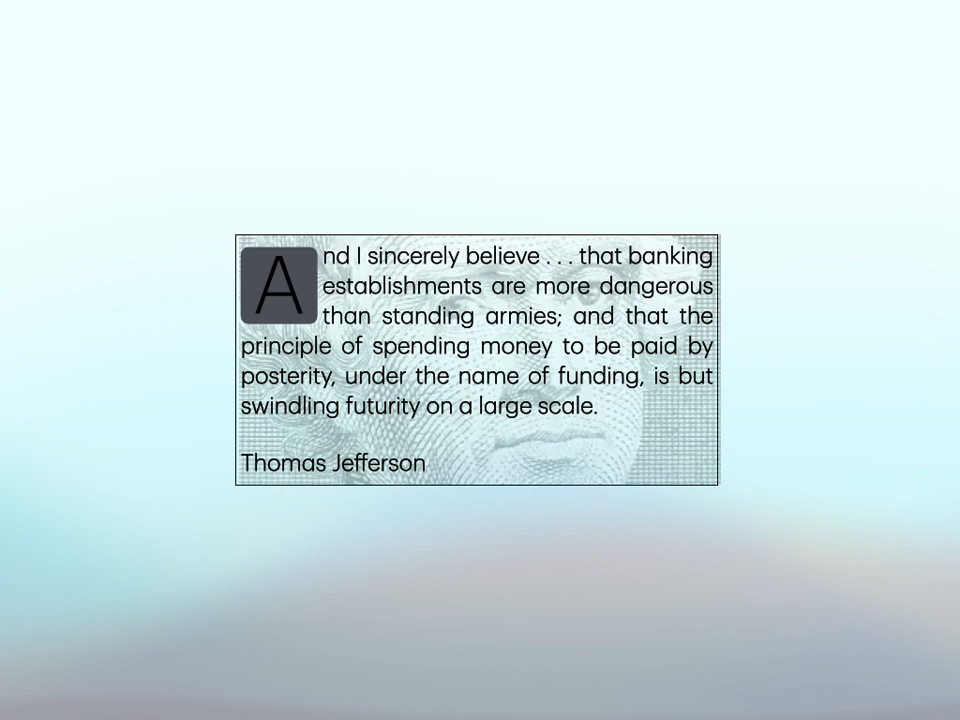 And I sincerely believe . . . that banking
establishments are more dangerous
than standing armies; and that the
principle of spending money to be paid by
posterity, under the name of funding, is but
swindling futurity on a large scale.
Thomas Jefferson